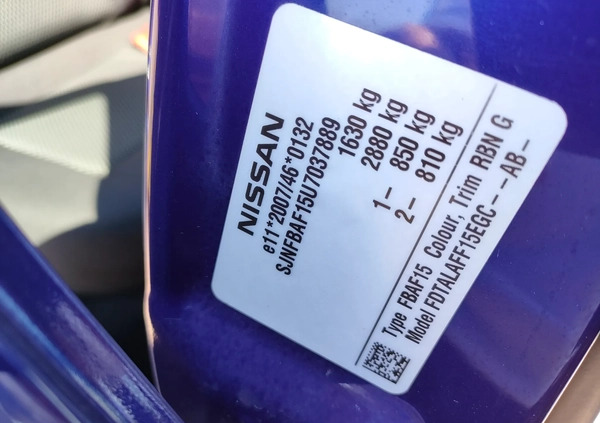 NISSAN
e11*2007/46*0132
SJNFBAF15U7037889
1630 kg
2880 kg
1- 850 kg
2- 810 kg
Type FBAF15 Colour, Trim RBN G
Model FDTALAFF15EGC---AB-